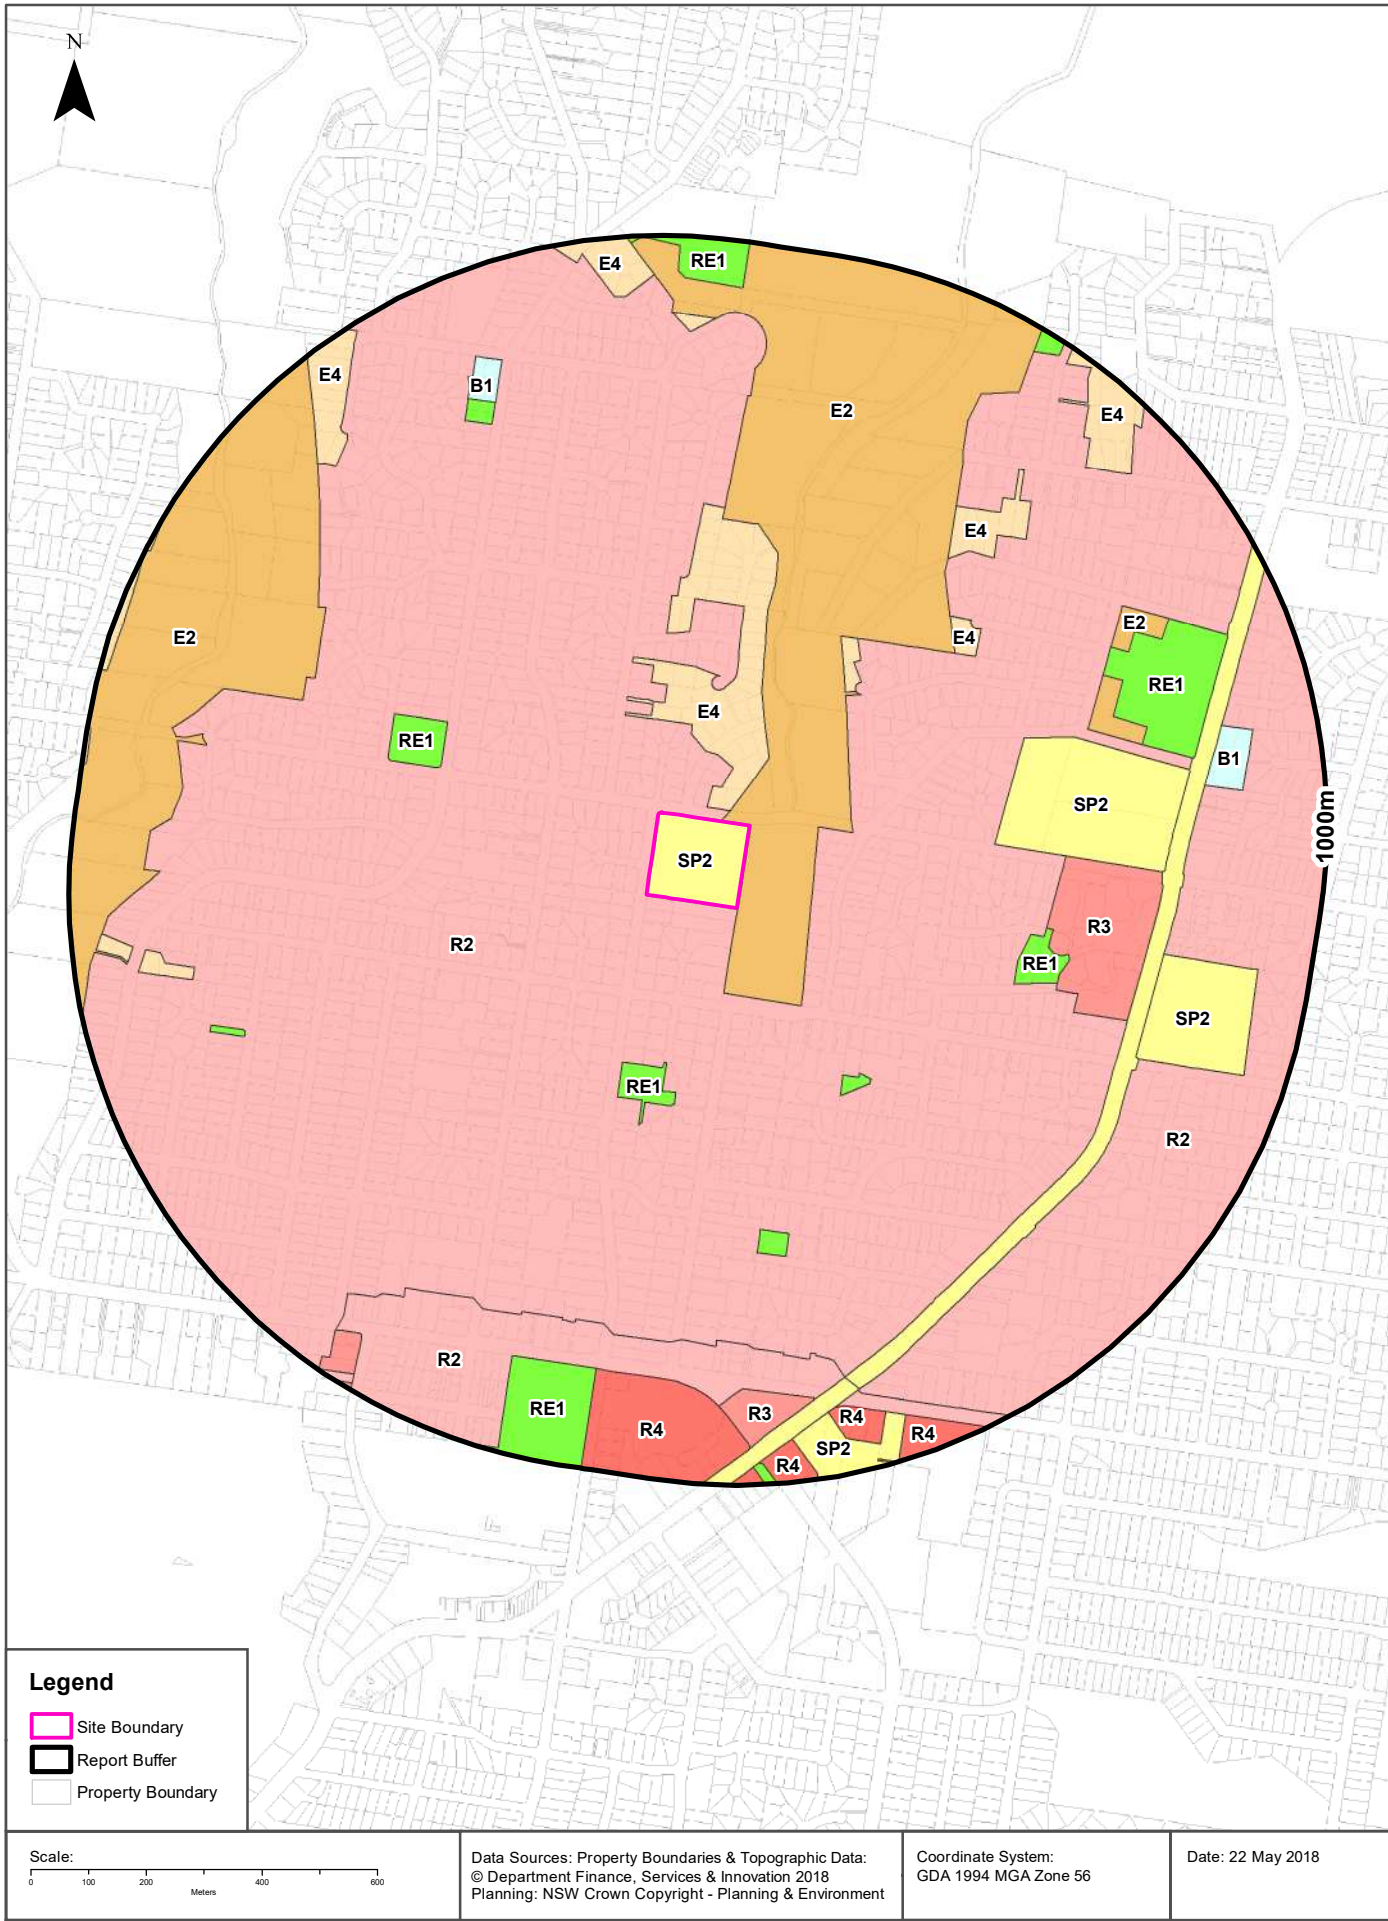 N
E4
RE1
E4
B1
E2
E4
E4
E2
E4
E2
RE1
E4
RE1
B1
SP2
1000m
SP2
R3
R2
RE1
SP2
RE1
R2
R2
RE1
R3
R4
R4
R4
SP2
R4
Legend
Site Boundary
Report Buffer
Property Boundary
Scale:
0 100 200 400 600
Meters
Data Sources: Property Boundaries & Topographic Data:
© Department Finance, Services & Innovation 2018
Planning: NSW Crown Copyright - Planning & Environment
Coordinate System:
GDA 1994 MGA Zone 56
Date: 22 May 2018